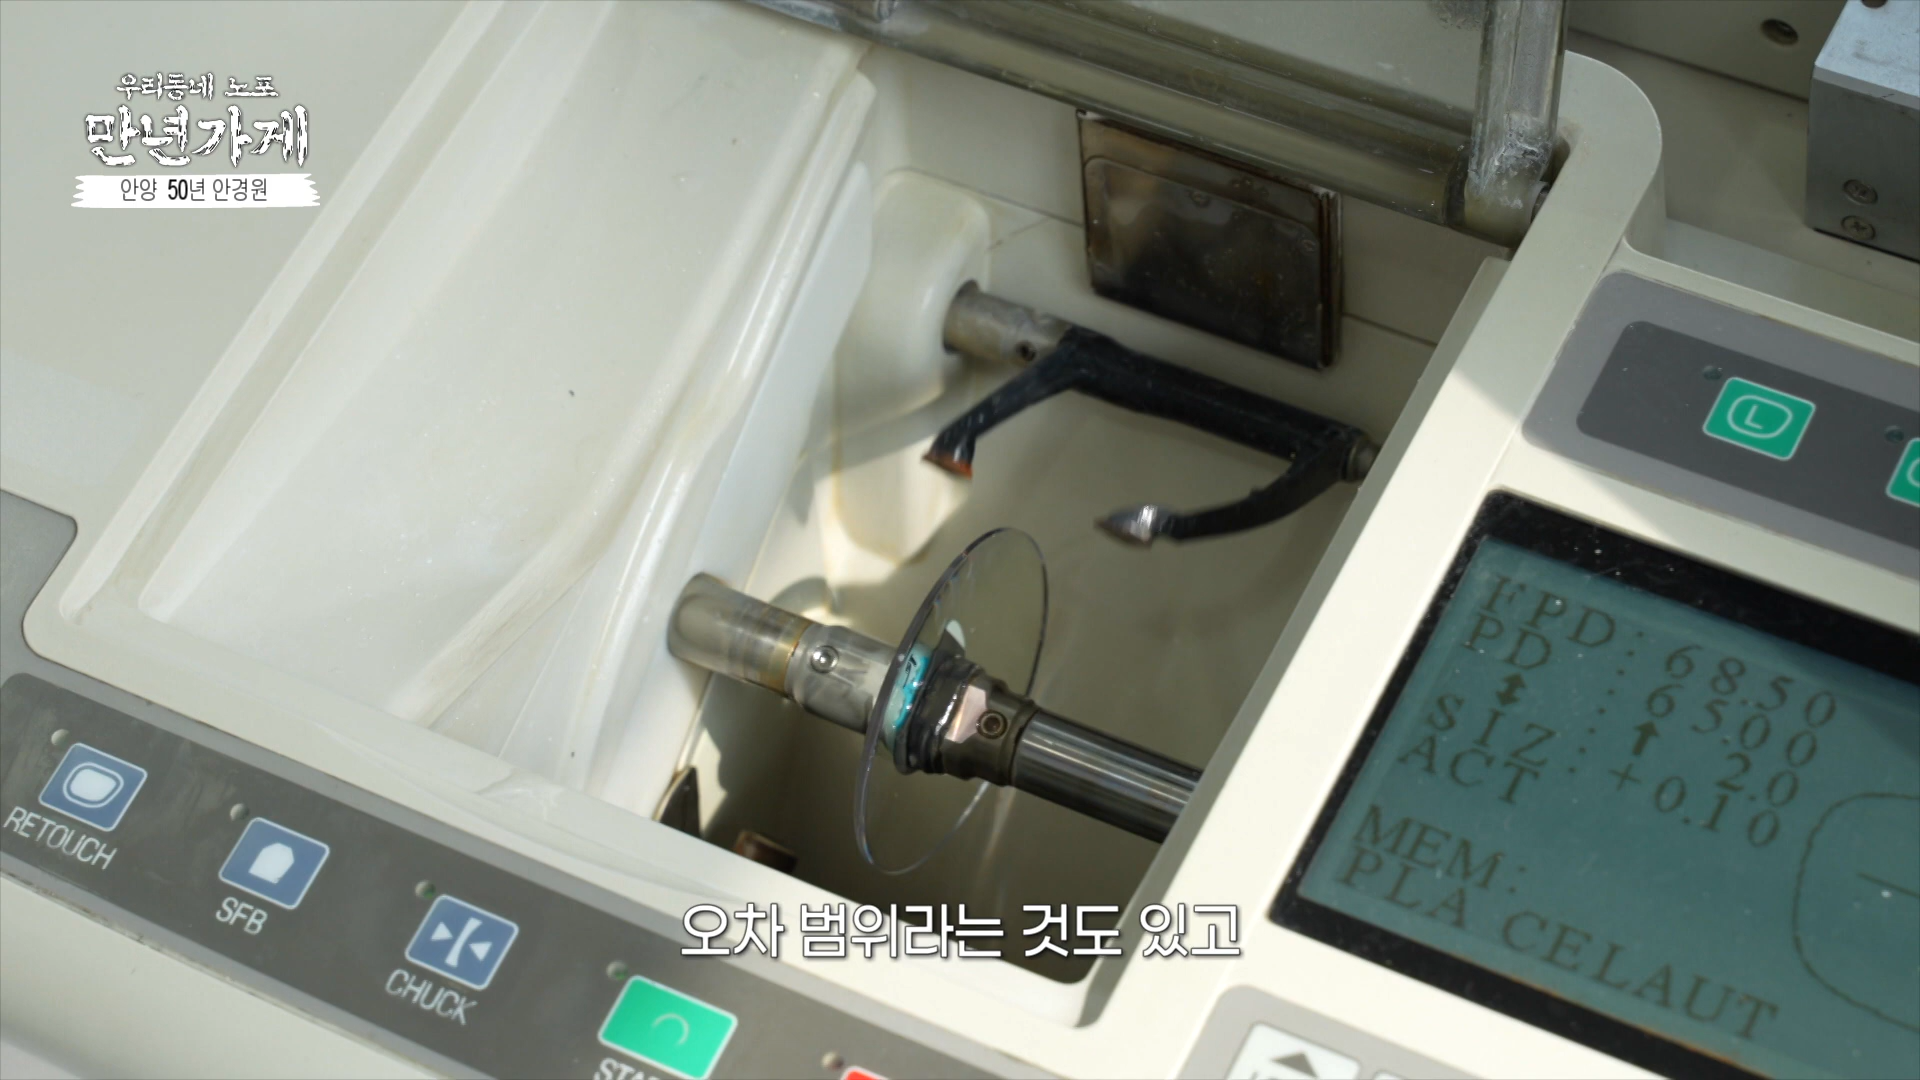 우리동네 노포
만년가게
안양 50년 안경원
L
FPD: 68.50
PD : 65.00
↕ : ↑ 2.0
SIZ: +0.10
ACT
MEM:
PLA CELAUT
RETOUCH
SFB
CHUCK
오차 범위라는 것도 있고